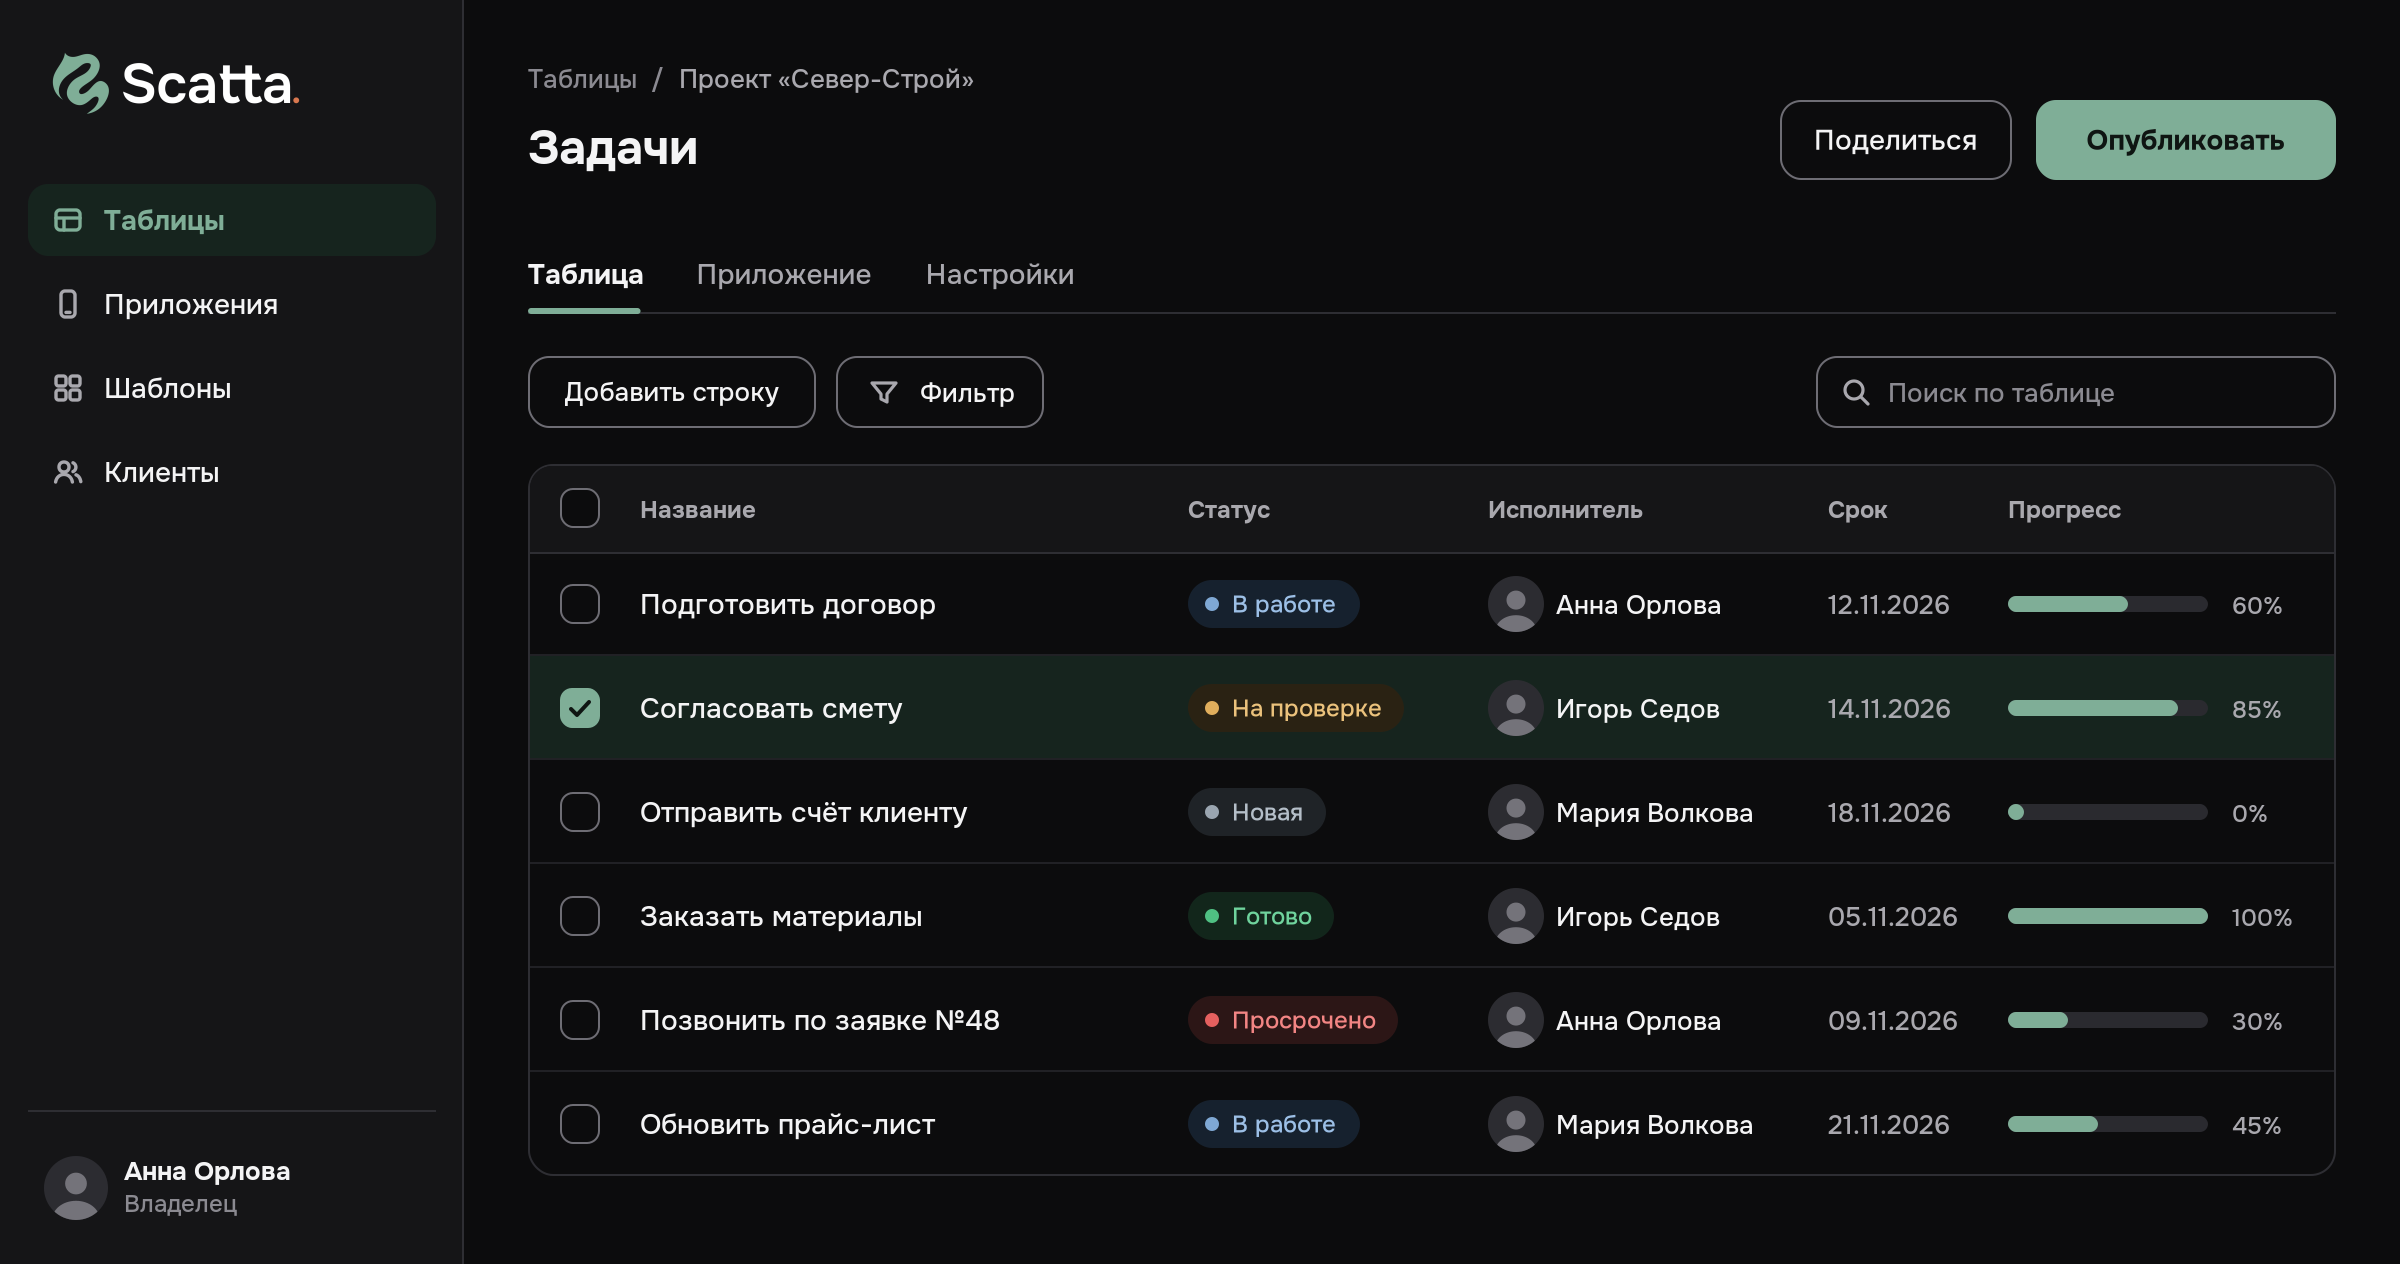 Scatta.
Таблицы
Приложения
Шаблоны
Клиенты
Анна Орлова
Владелец
Таблицы / Проект «Север-Строй»
Задачи
Поделиться
Опубликовать
Таблица Приложение Настройки
Добавить строку
Фильтр
Поиск по таблице
Название Статус Исполнитель Срок Прогресс
Подготовить договор В работе Анна Орлова 12.11.2026 60%
Согласовать смету На проверке Игорь Седов 14.11.2026 85%
Отправить счёт клиенту Новая Мария Волкова 18.11.2026 0%
Заказать материалы Готово Игорь Седов 05.11.2026 100%
Позвонить по заявке №48 Просрочено Анна Орлова 09.11.2026 30%
Обновить прайс-лист В работе Мария Волкова 21.11.2026 45%